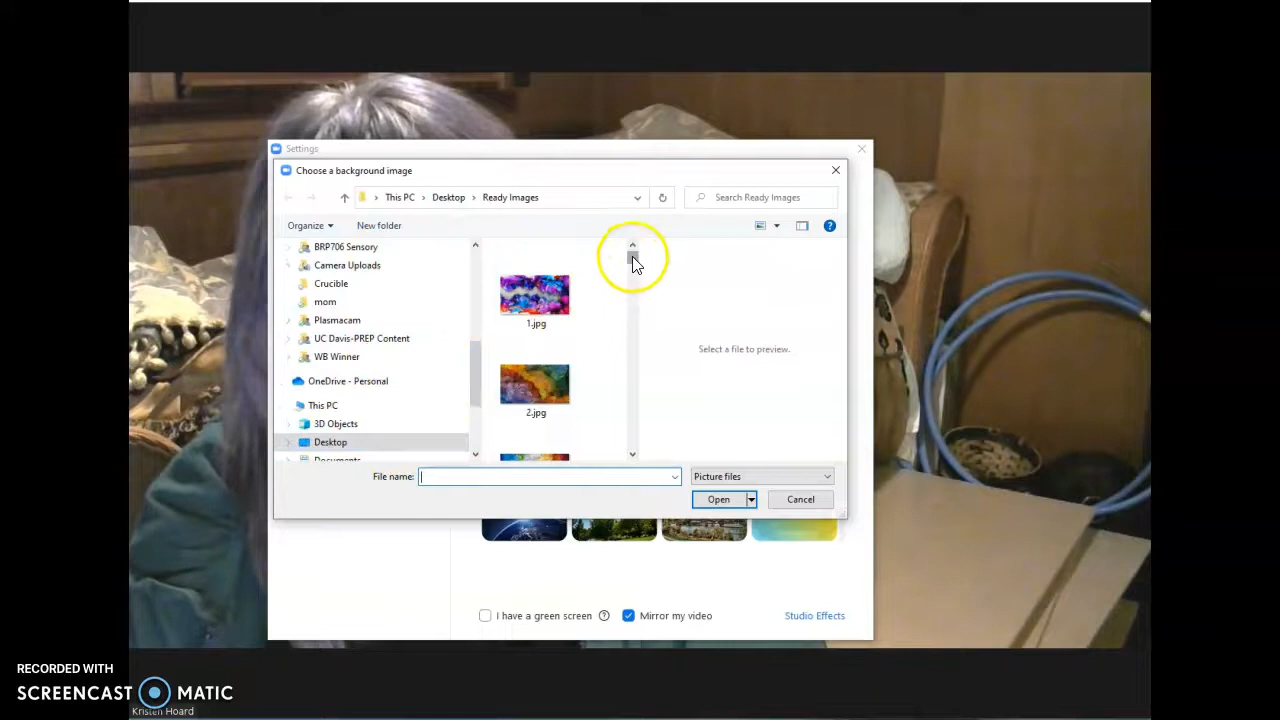 Settings
Choose a background image
This PC > Desktop > Ready Images
Search Ready Images
Organize
New folder
BRP706 Sensory
Camera Uploads
Crucible
mom
Plasmacam
UC Davis-PREP Content
WB Winner
OneDrive - Personal
This PC
3D Objects
Desktop
Documents
1.jpg
2.jpg
Select a file to preview.
File name:
Picture files
Open
Cancel
I have a green screen
Mirror my video
Studio Effects
RECORDED WITH
SCREENCAST MATIC
Kristen Hoard